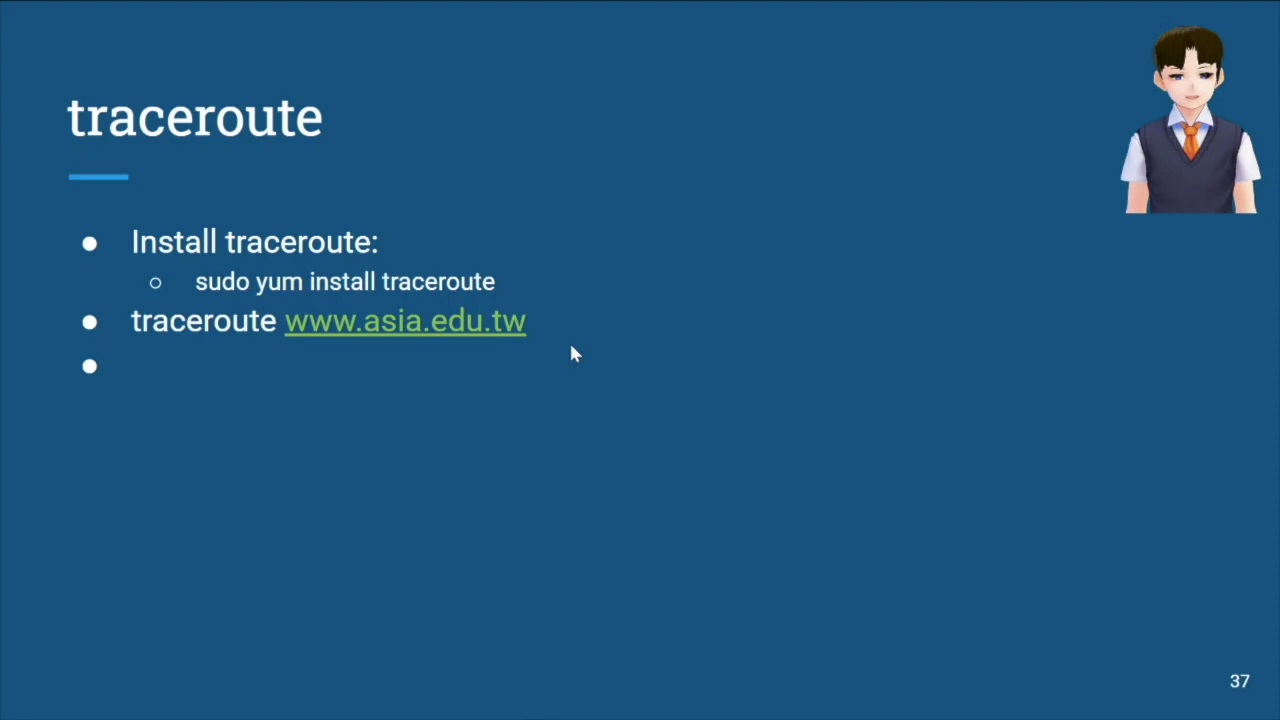 traceroute
● Install traceroute:
○ sudo yum install traceroute
● traceroute www.asia.edu.tw
●
37